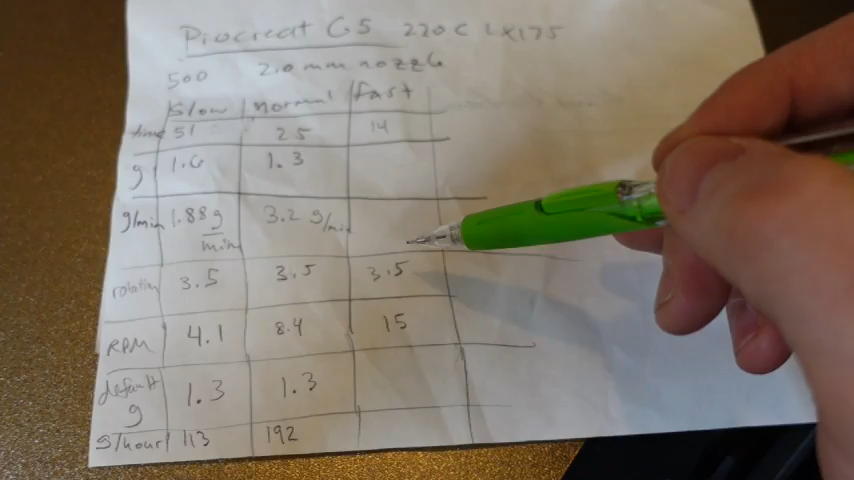 Piocreat G5 220C LX175
500 2.0mm nozzle
slow normal fast
time 51 25 14
g 1.6 1.3
g/min 1.88 g/min 3.2 g/min
rotation 3.5 3.5 3.5
RPM 4.1 8.4 15
default g 1.3 1.3
g/hour 113 192